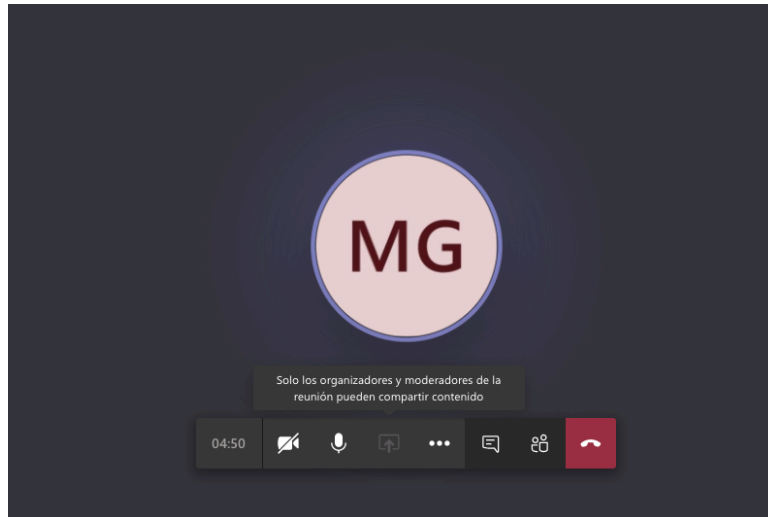 MG
Solo los organizadores y moderadores de la
reunión pueden compartir contenido
04:50